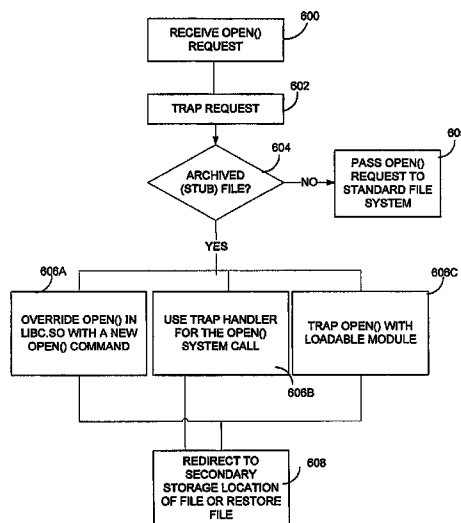 600
RECEIVE OPEN()
REQUEST
602
TRAP REQUEST
604
ARCHIVED
(STUB) FILE?
NO
60
PASS OPEN()
REQUEST TO
STANDARD FILE
SYSTEM
YES
606A
OVERRIDE OPEN() IN
LIBC.SO WITH A NEW
OPEN() COMMAND
USE TRAP HANDLER
FOR THE OPEN()
SYSTEM CALL
606B
606C
TRAP OPEN() WITH
LOADABLE MODULE
608
REDIRECT TO
SECONDARY
STORAGE LOCATION
OF FILE OR RESTORE
FILE